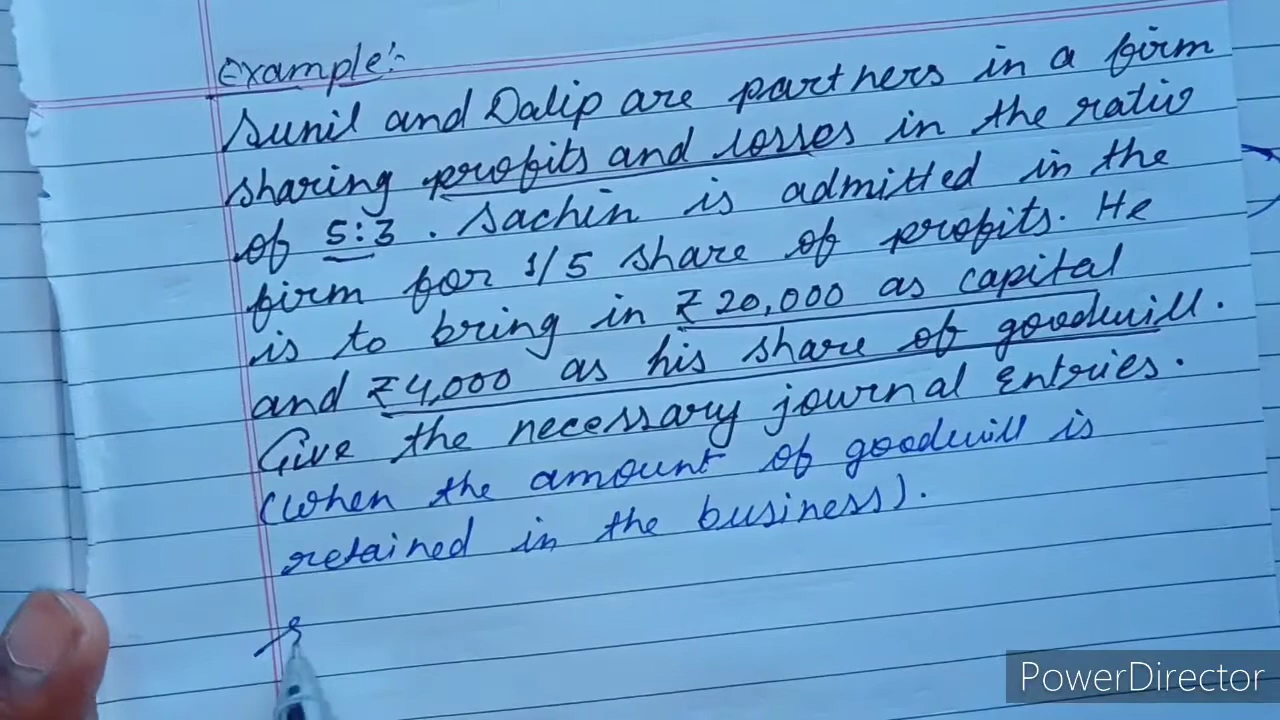 Example:-
Sunil and Dalip are partners in a firm
sharing profits and losses in the ratio
of 5:3. Sachin is admitted in the
firm for 1/5 share of profits. He
is to bring in ₹20,000 as capital
and ₹4,000 as his share of goodwill.
Give the necessary journal entries.
(When the amount of goodwill is
retained in the business).
PowerDirector